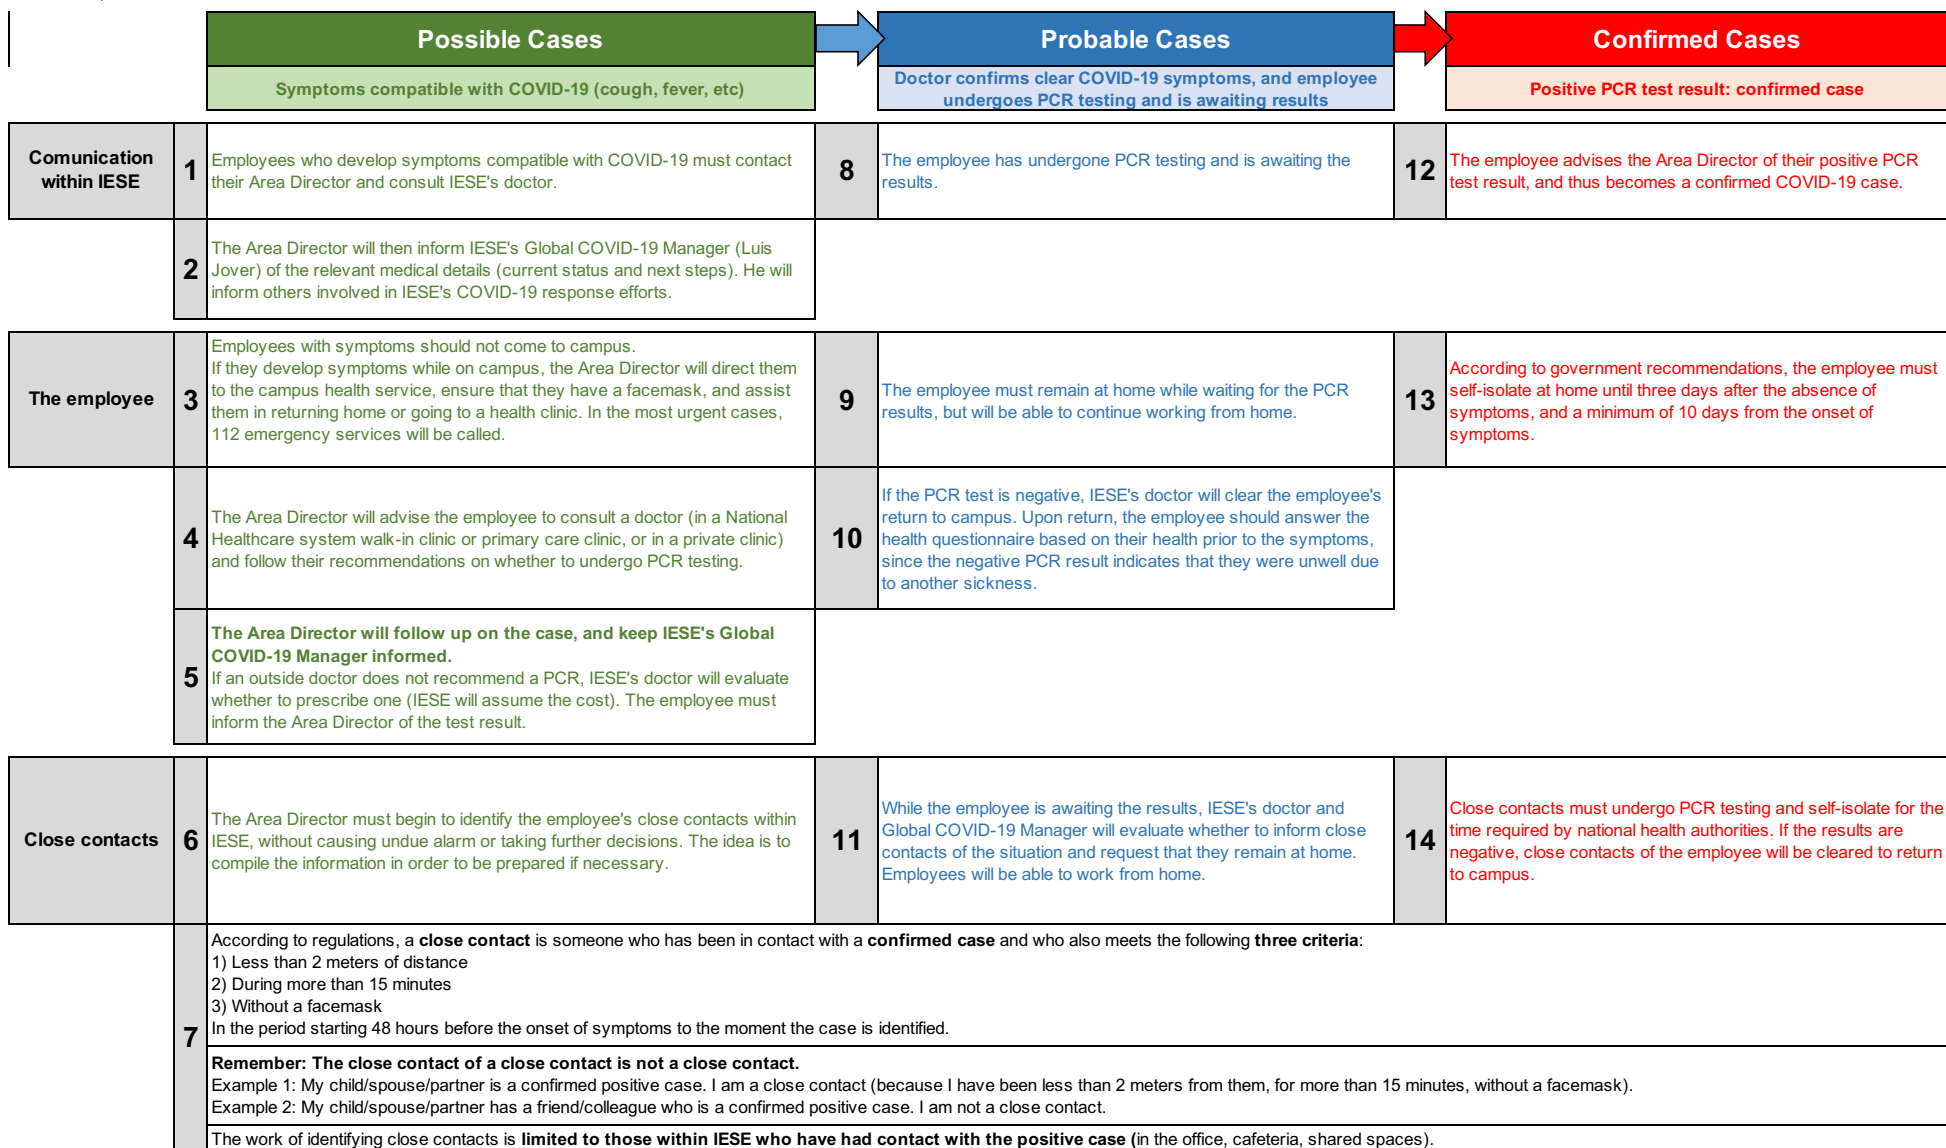 Possible Cases
Probable Cases
Confirmed Cases
Symptoms compatible with COVID-19 (cough, fever, etc)
Doctor confirms clear COVID-19 symptoms, and employee
undergoes PCR testing and is awaiting results
Positive PCR test result: confirmed case
Comunication
within IESE
1
Employees who develop symptoms compatible with COVID-19 must contact
their Area Director and consult IESE's doctor.
8
The employee has undergone PCR testing and is awaiting the
results.
12
The employee advises the Area Director of their positive PCR
test result, and thus becomes a confirmed COVID-19 case.
2
The Area Director will then inform IESE's Global COVID-19 Manager (Luis
Jover) of the relevant medical details (current status and next steps). He will
inform others involved in IESE's COVID-19 response efforts.
The employee
3
Employees with symptoms should not come to campus.
If they develop symptoms while on campus, the Area Director will direct them
to the campus health service, ensure that they have a facemask, and assist
them in returning home or going to a health clinic. In the most urgent cases,
112 emergency services will be called.
9
The employee must remain at home while waiting for the PCR
results, but will be able to continue working from home.
13
According to government recommendations, the employee must
self-isolate at home until three days after the absence of
symptoms, and a minimum of 10 days from the onset of
symptoms.
4
The Area Director will advise the employee to consult a doctor (in a National
Healthcare system walk-in clinic or primary care clinic, or in a private clinic)
and follow their recommendations on whether to undergo PCR testing.
10
If the PCR test is negative, IESE's doctor will clear the employee's
return to campus. Upon return, the employee should answer the
health questionnaire based on their health prior to the symptoms,
since the negative PCR result indicates that they were unwell due
to another sickness.
5
The Area Director will follow up on the case, and keep IESE's Global
COVID-19 Manager informed.
If an outside doctor does not recommend a PCR, IESE's doctor will evaluate
whether to prescribe one (IESE will assume the cost). The employee must
inform the Area Director of the test result.
Close contacts
6
The Area Director must begin to identify the employee's close contacts within
IESE, without causing undue alarm or taking further decisions. The idea is to
compile the information in order to be prepared if necessary.
11
While the employee is awaiting the results, IESE's doctor and
Global COVID-19 Manager will evaluate whether to inform close
contacts of the situation and request that they remain at home.
Employees will be able to work from home.
14
Close contacts must undergo PCR testing and self-isolate for the
time required by national health authorities. If the results are
negative, close contacts of the employee will be cleared to return
to campus.
7
According to regulations, a close contact is someone who has been in contact with a confirmed case and who also meets the following three criteria:
1) Less than 2 meters of distance
2) During more than 15 minutes
3) Without a facemask
In the period starting 48 hours before the onset of symptoms to the moment the case is identified.
Remember: The close contact of a close contact is not a close contact.
Example 1: My child/spouse/partner is a confirmed positive case. I am a close contact (because I have been less than 2 meters from them, for more than 15 minutes, without a facemask).
Example 2: My child/spouse/partner has a friend/colleague who is a confirmed positive case. I am not a close contact.
The work of identifying close contacts is limited to those within IESE who have had contact with the positive case (in the office, cafeteria, shared spaces).